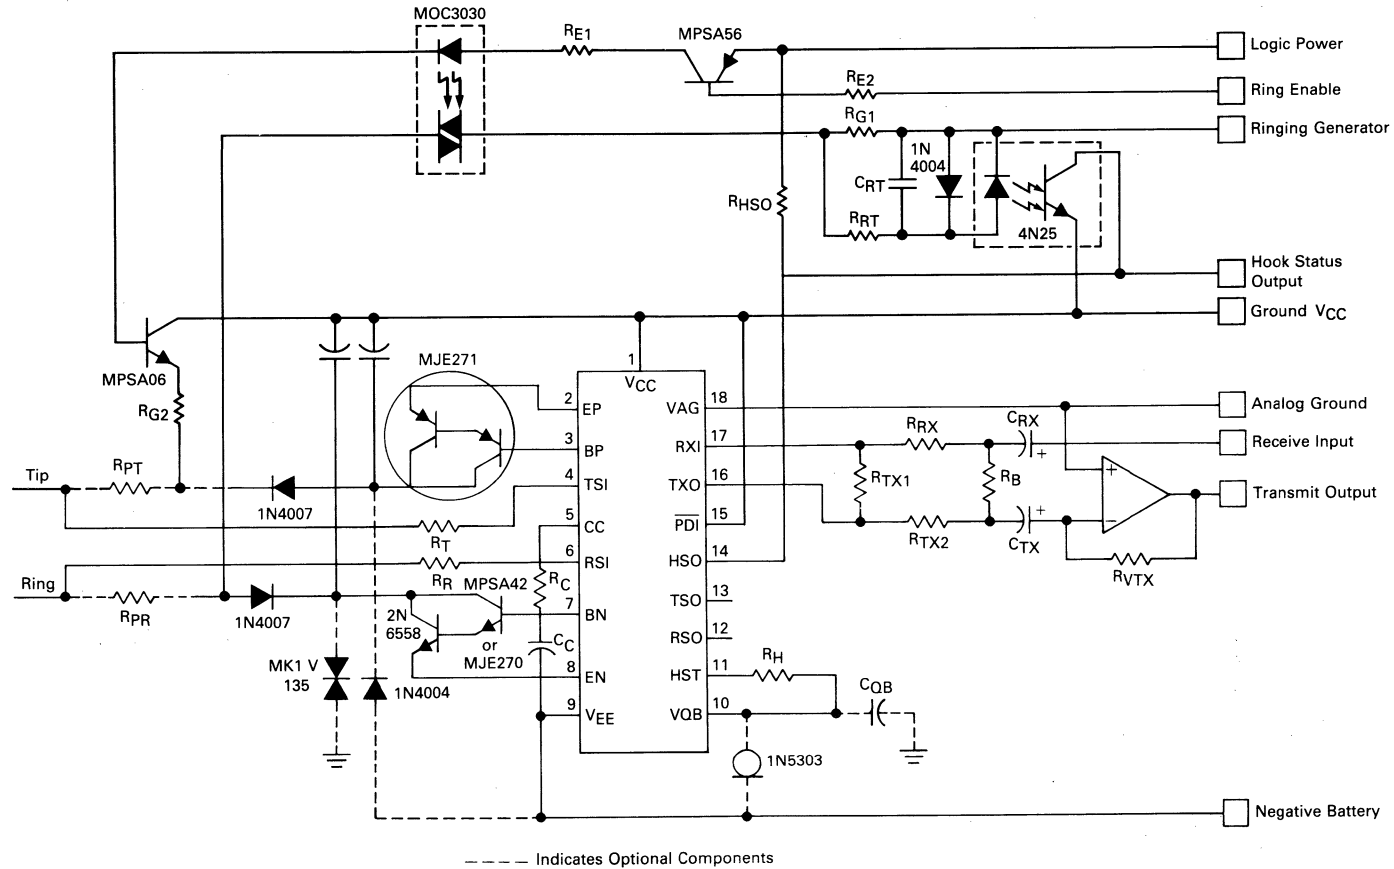 MOC3030
RE1
MPSA56
Logic Power
RE2
Ring Enable
RG1
Ringing Generator
1N
4004
CRT
RHSO
RRT
4N25
Hook Status
Output
Ground VCC
MPSA06
MJE271
1
VCC
RG2
2
EP
VAG
18
Analog Ground
3
BP
RXI
17
RRX
CRX
+
Receive Input
Tip
RPT
1N4007
4
TSI
TXO
16
RTX1
RB
+
Transmit Output
5
CC
PDI
15
RTX2
CTX
+
−
RT
6
RSI
HSO
14
RVTX
Ring
RR
MPSA42
RC
RPR
1N4007
2N
6558
7
BN
TSO
13
or
MJE270
CC
RSO
12
MK1 V
135
1N4004
8
EN
HST
11
RH
9
VEE
VQB
10
CQB
1N5303
Negative Battery
---- Indicates Optional Components